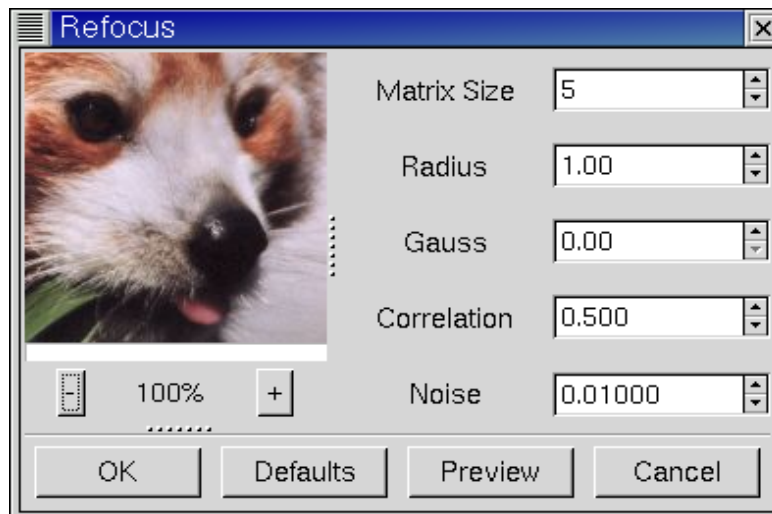 Refocus
Matrix Size 5
Radius 1.00
Gauss 0.00
Correlation 0.500
- 100% + Noise 0.01000
OK Defaults Preview Cancel